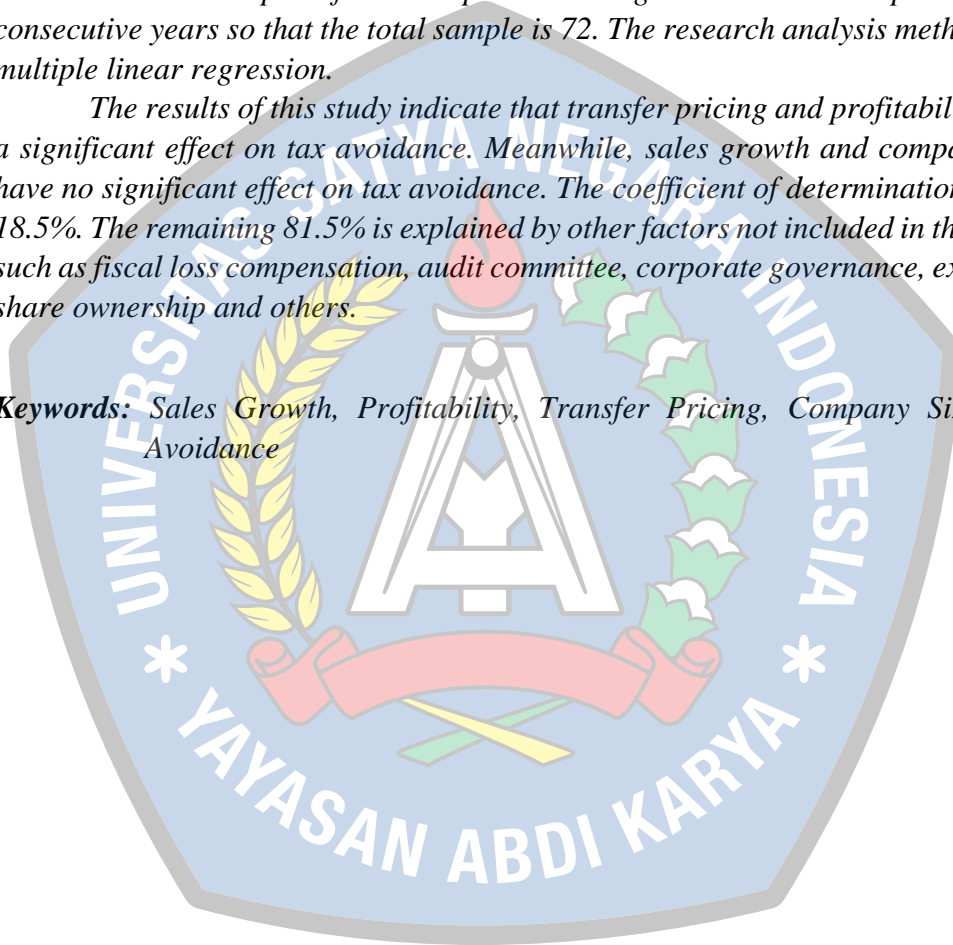 consecutive years so that the total sample is 72. The research analysis meth
multiple linear regression.
The results of this study indicate that transfer pricing and profitabil
a significant effect on tax avoidance. Meanwhile, sales growth and compa
have no significant effect on tax avoidance. The coefficient of determination
18.5%. The remaining 81.5% is explained by other factors not included in th
such as fiscal loss compensation, audit committee, corporate governance, ex
share ownership and others.
Keywords: Sales Growth, Profitability, Transfer Pricing, Company Si
Avoidance
UNIVERSITAS SATYA NEGARA INDONESIA
* YAYASAN ABDI KARYA *